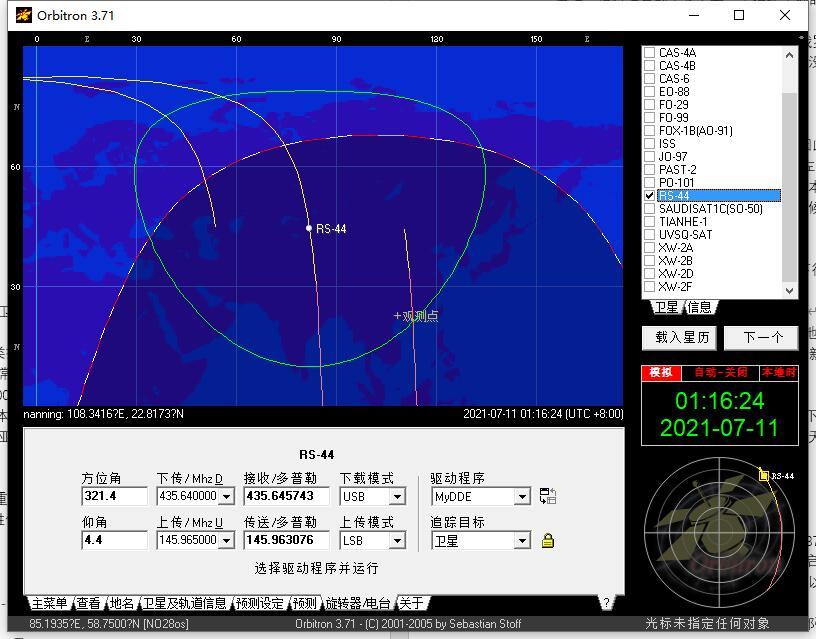 Orbitron 3.71
0 E 30 60 90 120 150 E
N
60
30
N
RS-44
+观测点
nanning: 108.3416?E, 22.8173?N
2021-07-11 01:16:24 (UTC +8:00)
CAS-4A
CAS-4B
CAS-6
EO-88
FO-29
FO-99
FOX-1B(AO-91)
ISS
JO-97
PAST-2
PO-101
RS-44
SAUDISAT1C(SO-50)
TIANHE-1
UVSQ-SAT
XW-2A
XW-2B
XW-2D
XW-2F
卫星 信息
载入星历 下一个
模拟 自动-关闭 本地时
01:16:24
2021-07-11
RS-44
RS-44
方位角 下传/Mhz D 接收/多普勒 下载模式 驱动程序
321.4 435.640000 435.645743 USB MyDDE
仰角 上传/Mhz U 传送/多普勒 上传模式 追踪目标
4.4 145.965000 145.963076 LSB 卫星
选择驱动程序并运行
主菜单 查看 地名 卫星及轨道信息 预测设定 预测 旋转器/电台 关于 ?
85.1935?E, 58.7500?N [NO28os]
Orbitron 3.71 - (C) 2001-2005 by Sebastian Stoff
光标未指定任何对象